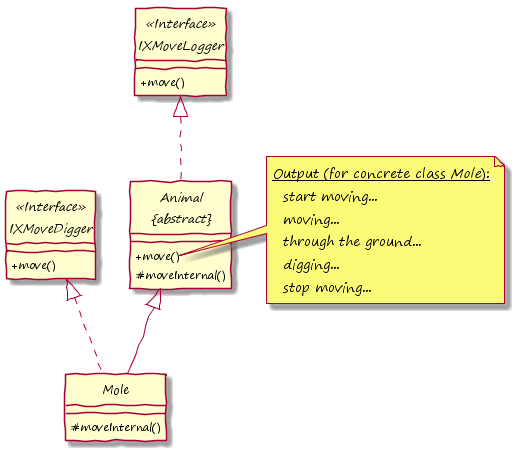 «Interface»
IXMoveLogger
+move()
Animal
{abstract}
+move()
#moveInternal()
Output (for concrete class Mole):
start moving...
moving...
through the ground...
digging...
stop moving...
«Interface»
IXMoveDigger
+move()
Mole
#moveInternal()